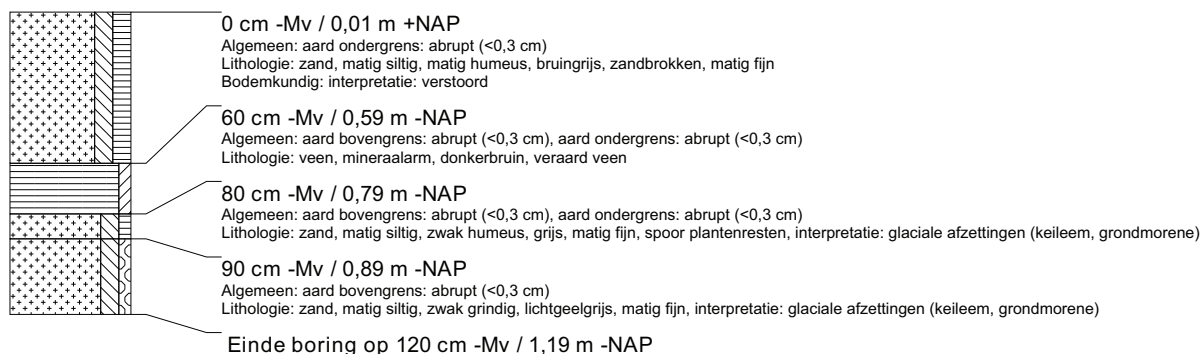 0 cm -Mv / 0,01 m +NAP
Algemeen: aard ondergrens: abrupt (<0,3 cm)
Lithologie: zand, matig siltig, matig humeus, bruingrijs, zandbrokken, matig fijn
Bodemkundig: interpretatie: verstoord
60 cm -Mv / 0,59 m -NAP
Algemeen: aard bovengrens: abrupt (<0,3 cm), aard ondergrens: abrupt (<0,3 cm)
Lithologie: veen, mineraalarm, donkerbruin, veraard veen
80 cm -Mv / 0,79 m -NAP
Algemeen: aard bovengrens: abrupt (<0,3 cm), aard ondergrens: abrupt (<0,3 cm)
Lithologie: zand, matig siltig, zwak humeus, grijs, matig fijn, spoor plantenresten, interpretatie: glaciale afzettingen (keileem, grondmorene)
90 cm -Mv / 0,89 m -NAP
Algemeen: aard bovengrens: abrupt (<0,3 cm)
Lithologie: zand, matig siltig, zwak grindig, lichtgeelgrijs, matig fijn, interpretatie: glaciale afzettingen (keileem, grondmorene)
Einde boring op 120 cm -Mv / 1,19 m -NAP